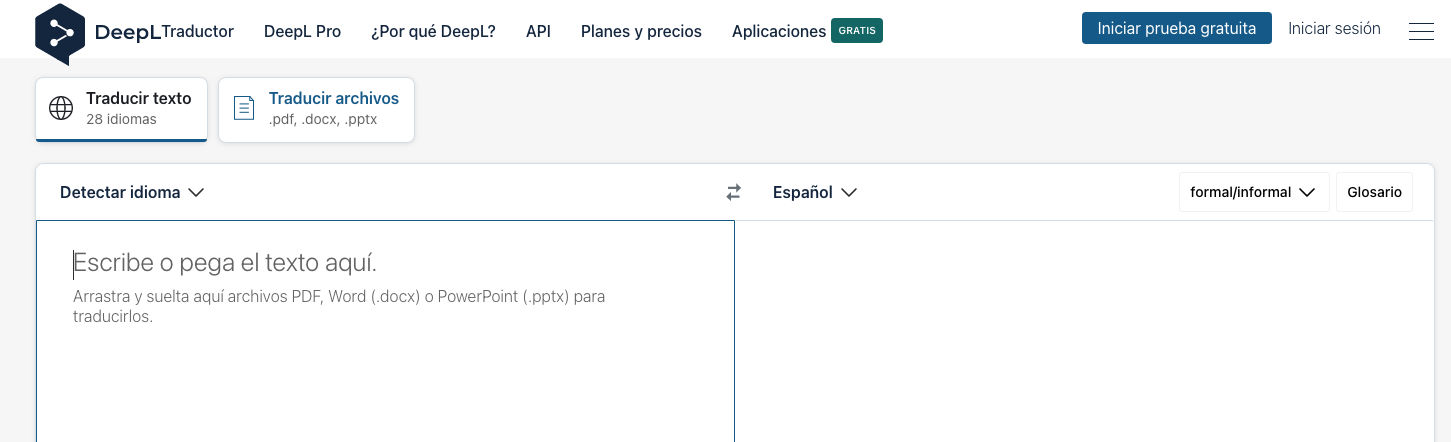 DeepL Traductor DeepL Pro ¿Por qué DeepL? API Planes y precios Aplicaciones GRATIS Iniciar prueba gratuita Iniciar sesión
Traducir texto
28 idiomas
Traducir archivos
.pdf, .docx, .pptx
Detectar idioma Español formal/informal Glosario
Escribe o pega el texto aquí.
Arrastra y suelta aquí archivos PDF, Word (.docx) o PowerPoint (.pptx) para
traducirlos.